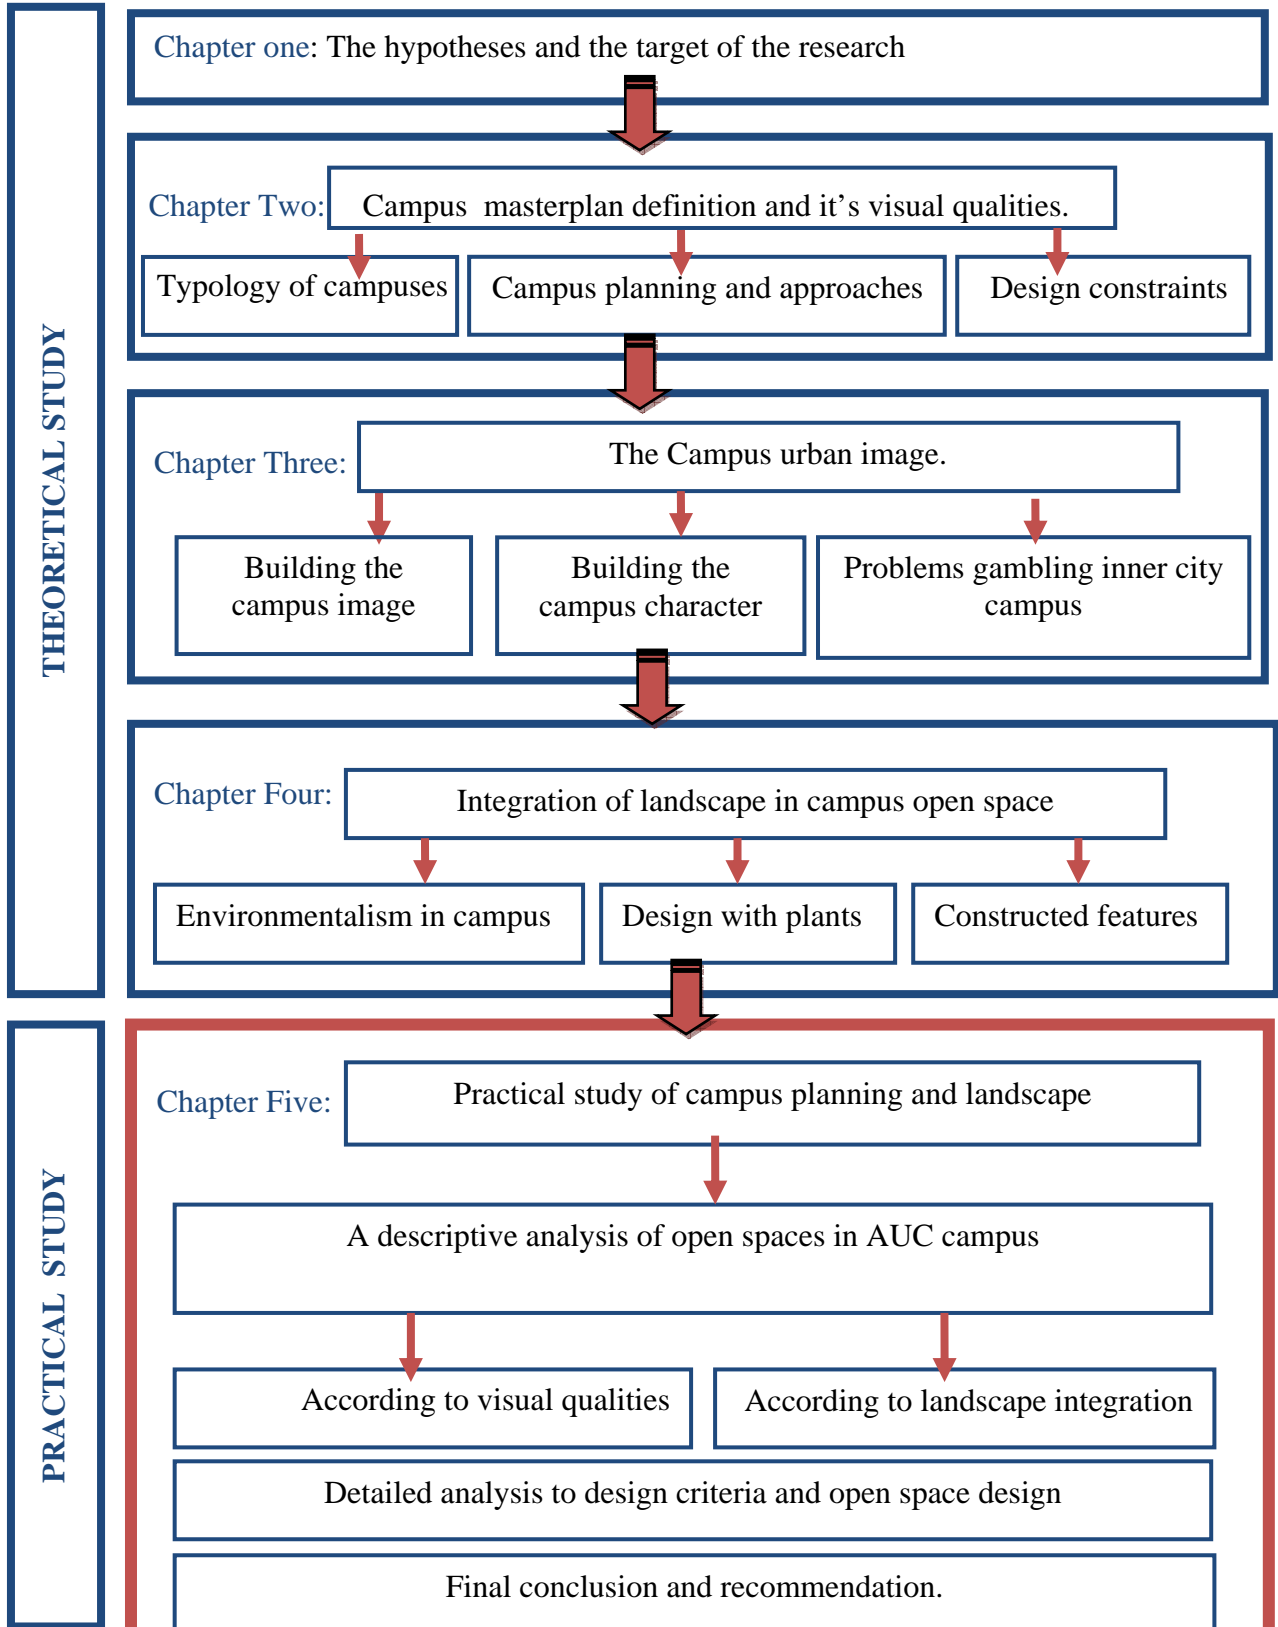 THEORETICAL STUDY
Chapter one: The hypotheses and the target of the research
Chapter Two:
Campus masterplan definition and it's visual qualities.
Typology of campuses
Campus planning and approaches
Design constraints
Chapter Three:
The Campus urban image.
Building the
campus image
Building the
campus character
Problems gambling inner city
campus
Chapter Four:
Integration of landscape in campus open space
Environmentalism in campus
Design with plants
Constructed features
PRACTICAL STUDY
Chapter Five:
Practical study of campus planning and landscape
A descriptive analysis of open spaces in AUC campus
According to visual qualities
According to landscape integration
Detailed analysis to design criteria and open space design
Final conclusion and recommendation.